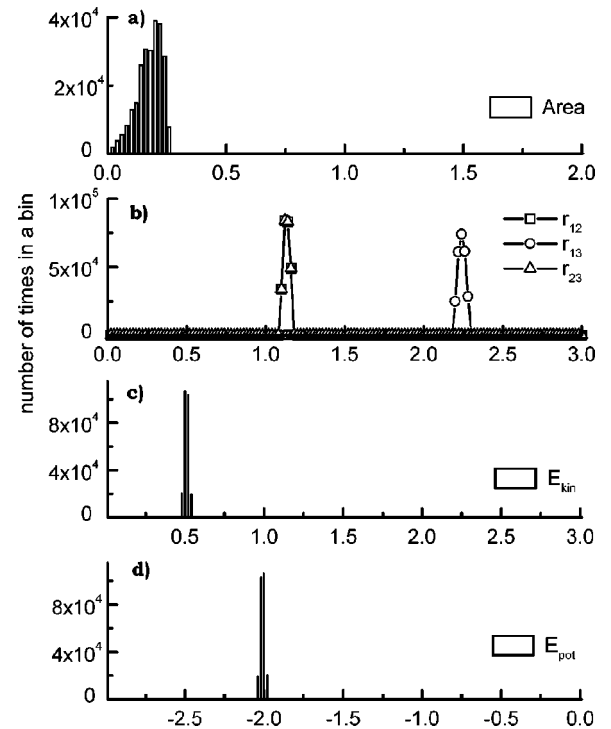 number of times in a bin
a)
4x10⁴
2x10⁴
0
0.0 0.5 1.0 1.5 2.0
Area
b)
1x10⁵
5x10⁴
0
0.0 0.5 1.0 1.5 2.0 2.5 3.0
r₁₂
r₁₃
r₂₃
c)
8x10⁴
4x10⁴
0
0.5 1.0 1.5 2.0 2.5 3.0
E_kin
d)
8x10⁴
4x10⁴
0
-2.5 -2.0 -1.5 -1.0 -0.5 0.0
E_pot